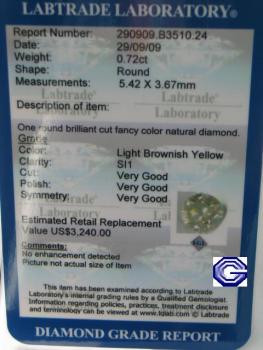 LABTRADE LABORATORY®
Report Number: 290909.B3510.24
Date: 29/09/09
Weight: 0.72ct
Shape: Round
Measurements: 5.42 X 3.67mm
Description of item:
One round brilliant cut fancy color natural diamond.
Grade
Color: Light Brownish Yellow
Clarity: SI1
Cut: Very Good
Polish: Very Good
Symmetry: Very Good
Estimated Retail Replacement
Value US$3,240.00
Comments:
No enhancement detected
Picture not actual size of item
This item has been examined according to Labtrade
Laboratory's internal grading rules by a Qualified Gemologist.
Information regarding policies, practices, treatment disclosure
and terminology can be viewed at www.tglabi.com © Labtrade
DIAMOND GRADE REPORT